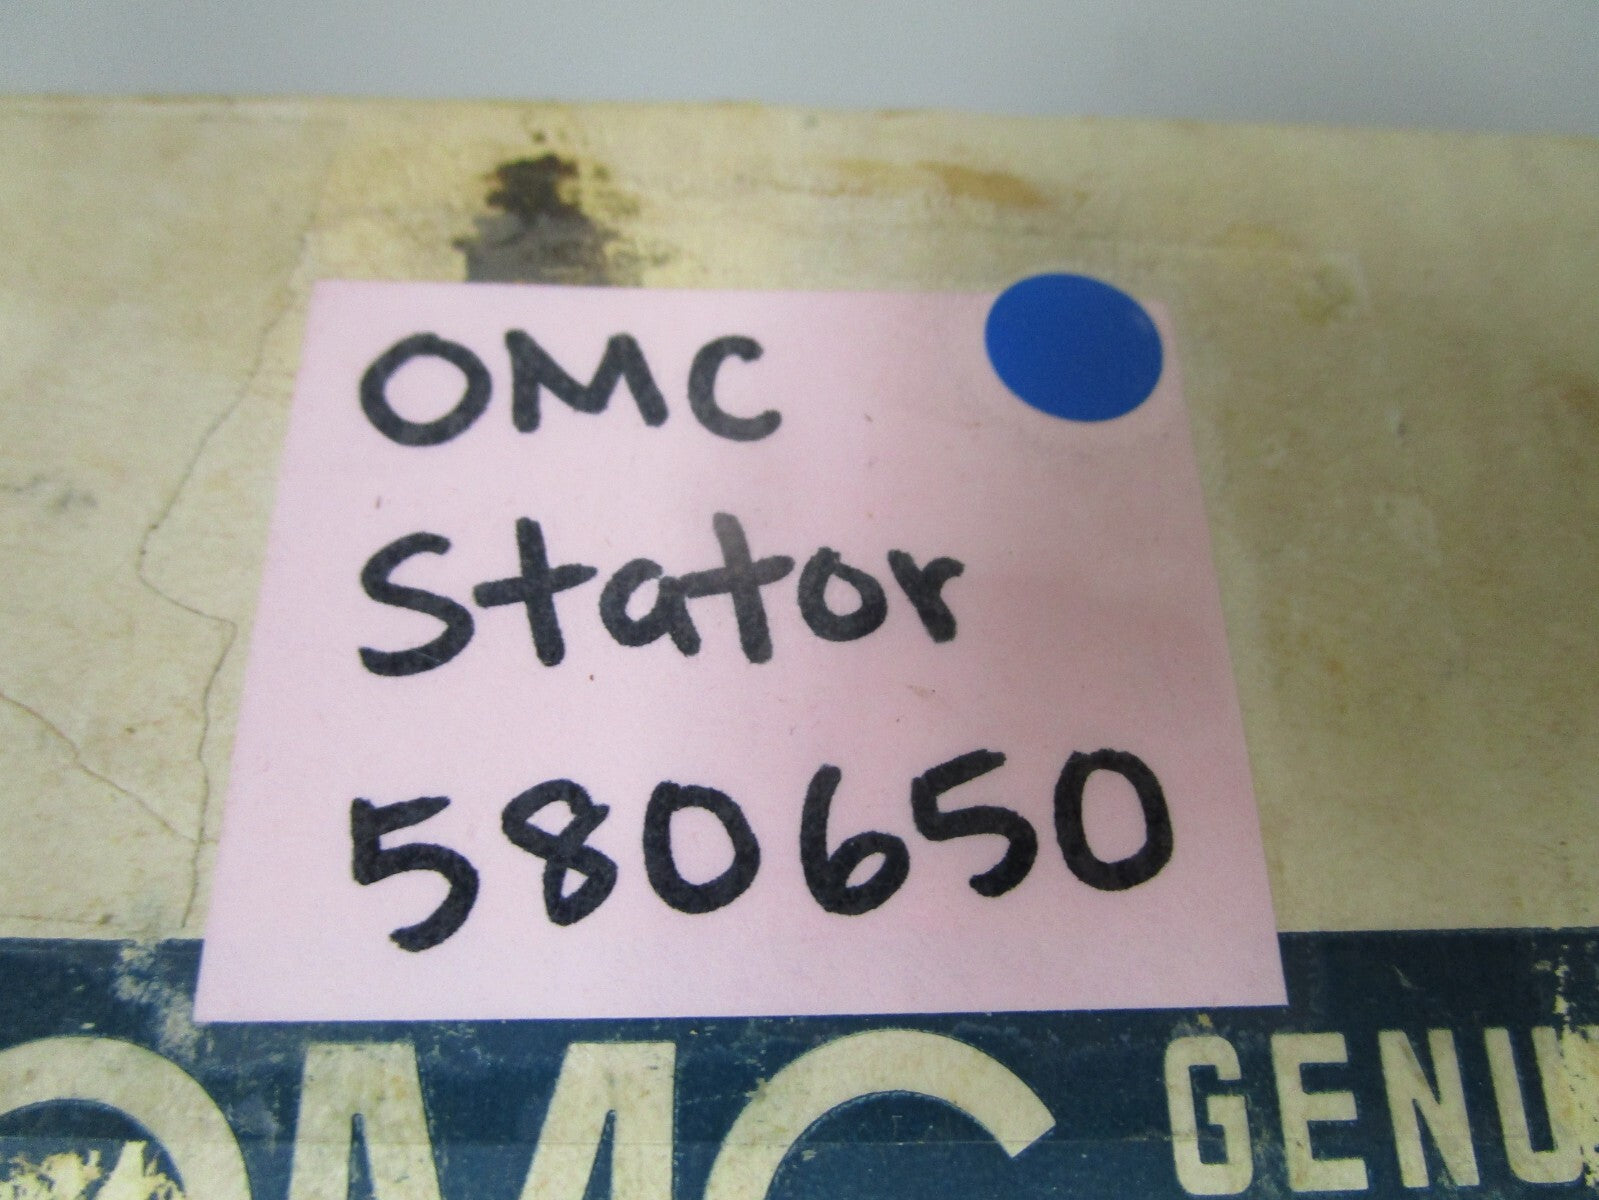 OMC
Stator
580650
OMC GENU